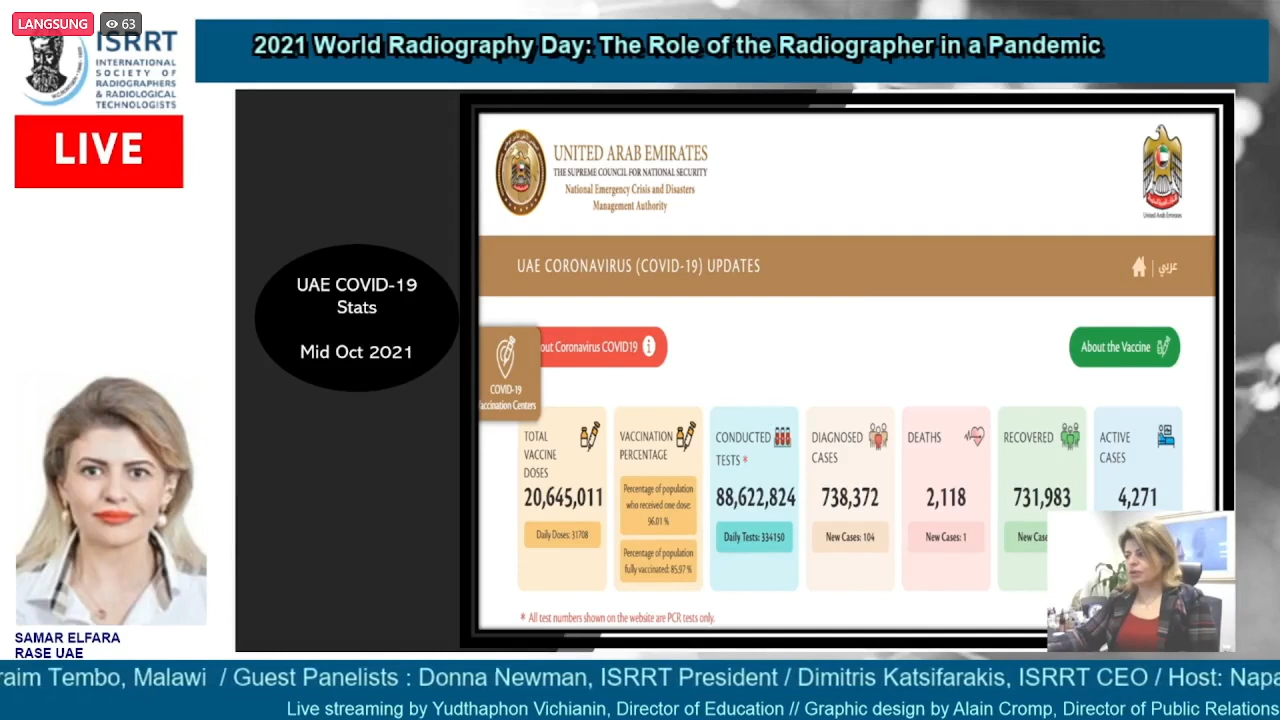 LANGSUNG 63
ISRRT
INTERNATIONAL
SOCIETY OF
RADIOGRAPHERS
& RADIOLOGICAL
TECHNOLOGISTS
2021 World Radiography Day: The Role of the Radiographer in a Pandemic
LIVE
UAE COVID-19
Stats
Mid Oct 2021
UNITED ARAB EMIRATES
THE SUPREME COUNCIL FOR NATIONAL SECURITY
National Emergency Crisis and Disasters
Management Authority
United Arab Emirates
UAE CORONAVIRUS (COVID-19) UPDATES
عربي
COVID-19
Vaccination Centers
out Coronavirus COVID19
About the Vaccine
TOTAL
VACCINE
DOSES
20,645,011
Daily Doses: 31708
VACCINATION
PERCENTAGE
Percentage of population
who received one dose:
96.01 %
Percentage of population
fully vaccinated: 85.97 %
CONDUCTED
TESTS *
88,622,824
Daily Tests: 334150
DIAGNOSED
CASES
738,372
New Cases: 104
DEATHS
2,118
New Cases: 1
RECOVERED
731,983
New Case
ACTIVE
CASES
4,271
* All test numbers shown on the website are PCR tests only.
SAMAR ELFARA
RASE UAE
raim Tembo, Malawi / Guest Panelists : Donna Newman, ISRRT President / Dimitris Katsifarakis, ISRRT CEO / Host: Napa
Live streaming by Yudthaphon Vichianin, Director of Education // Graphic design by Alain Cromp, Director of Public Relations